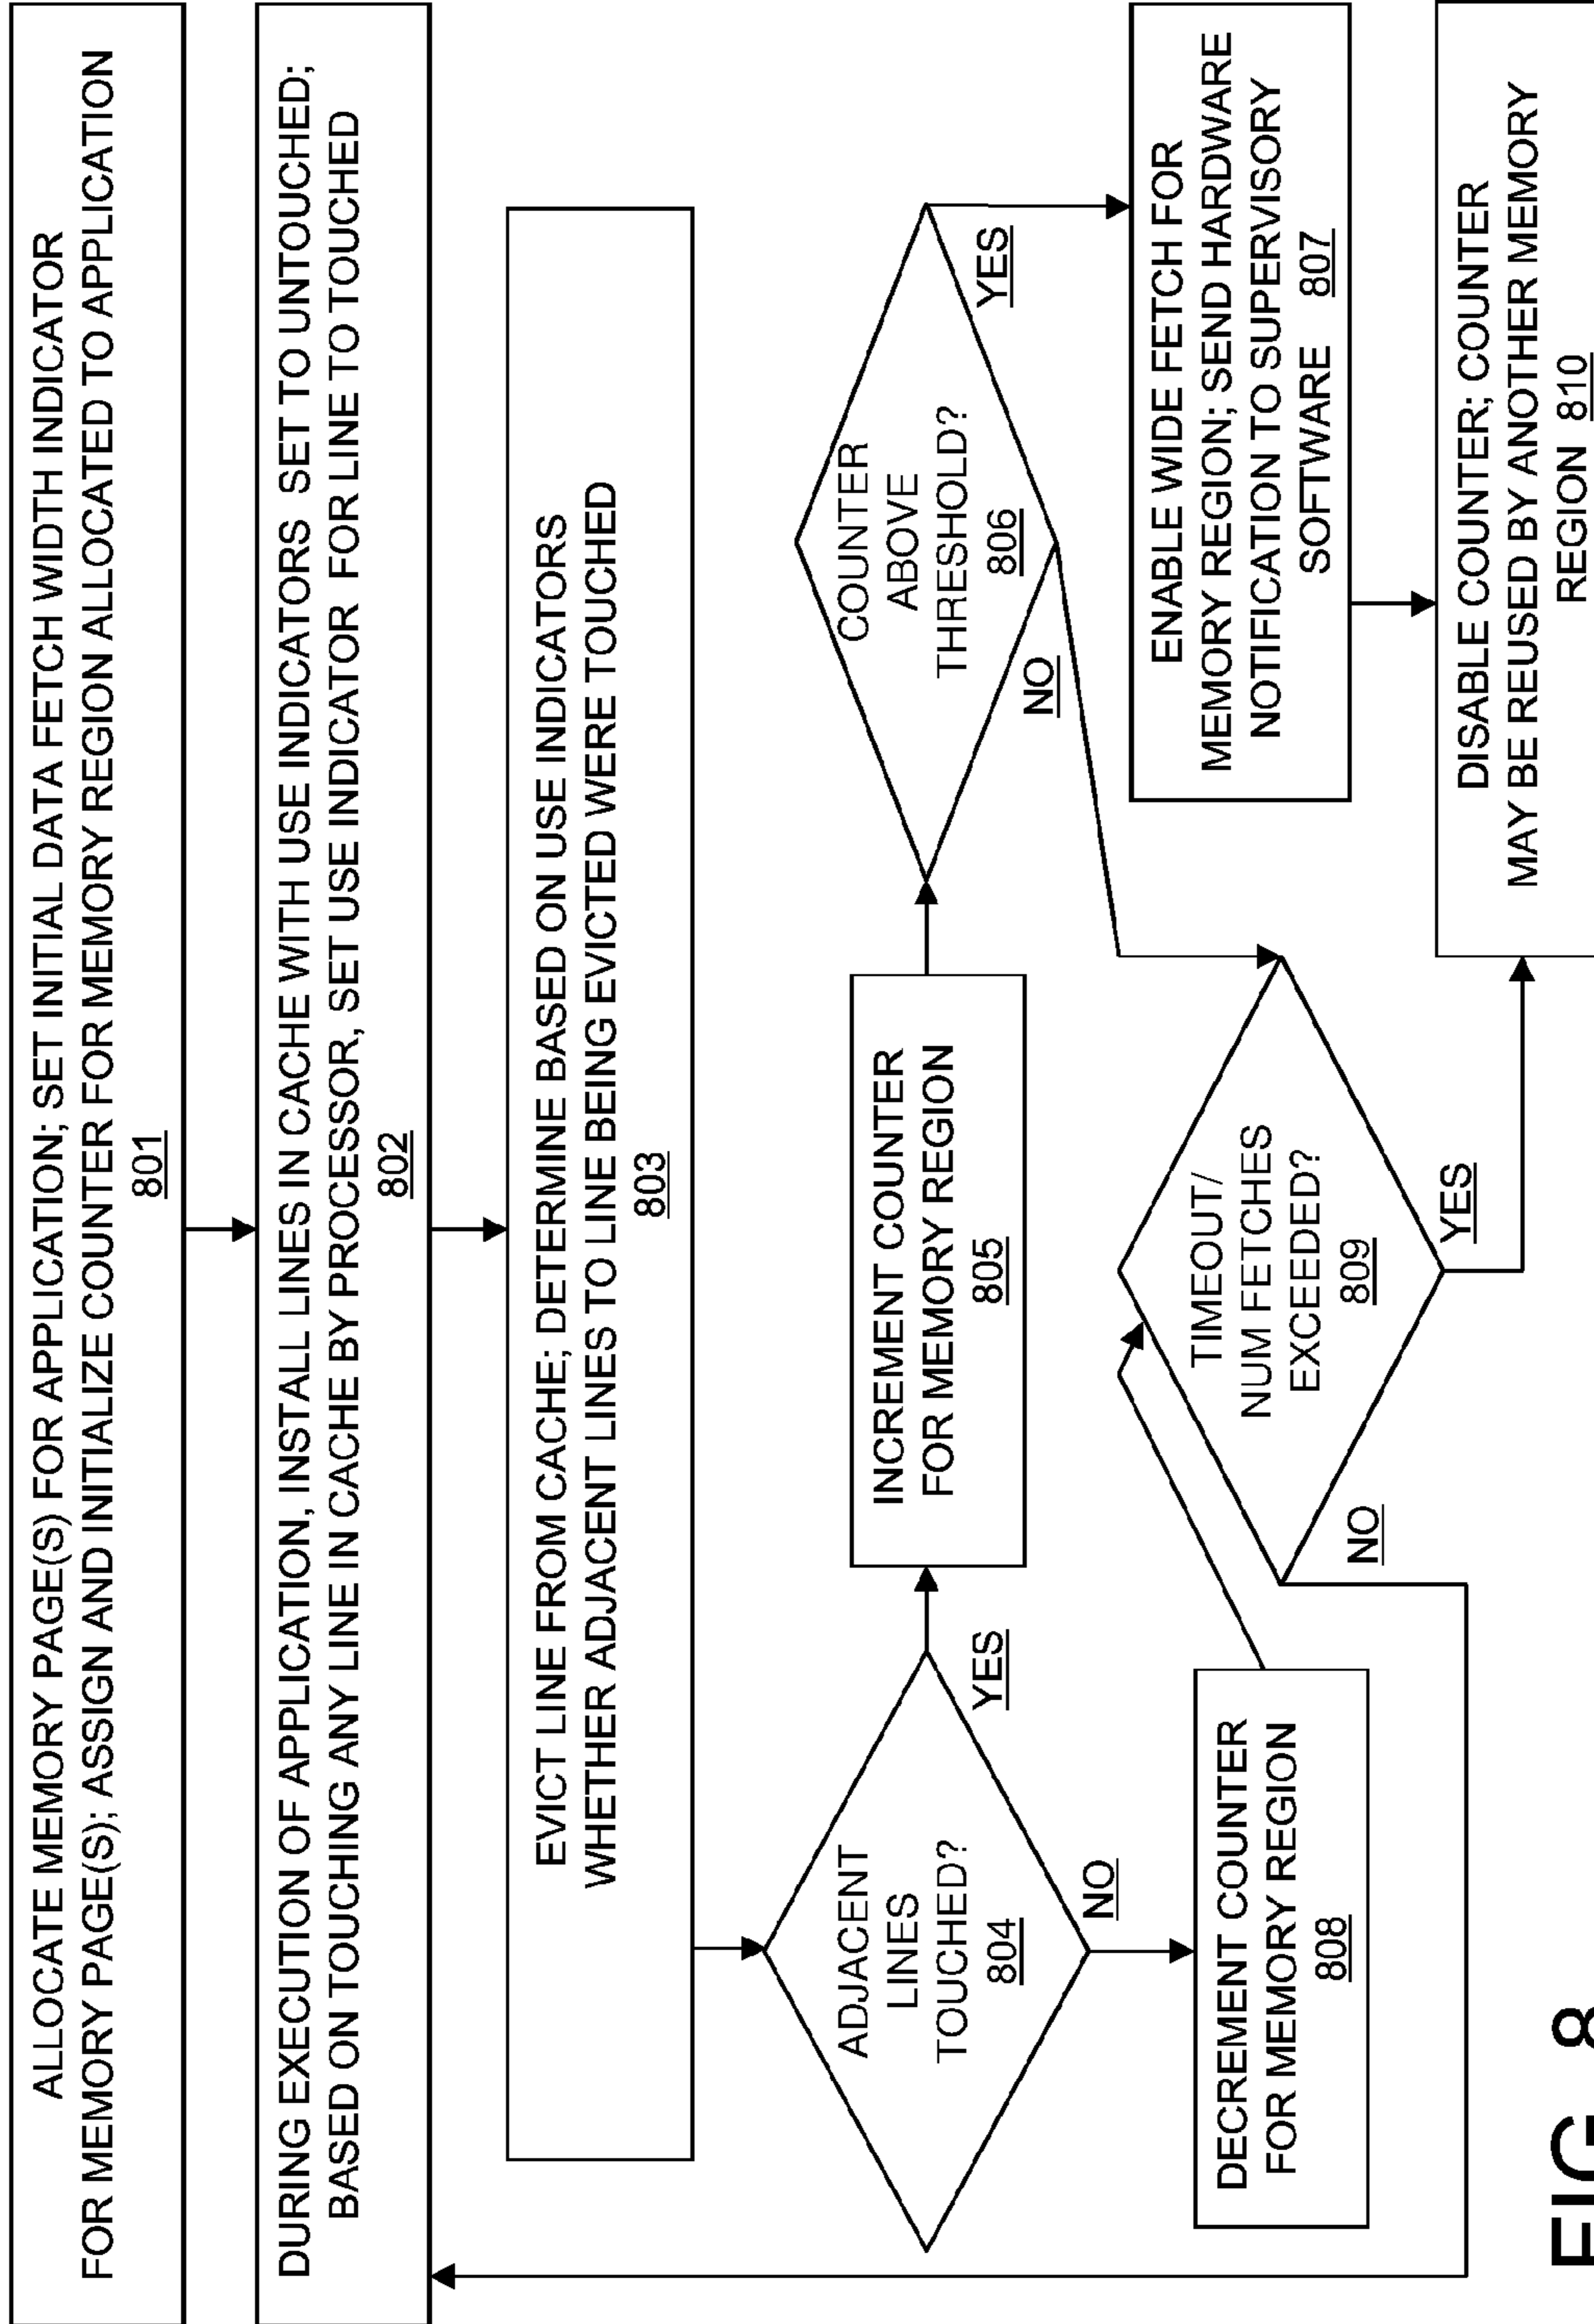 ALLOCATE MEMORY PAGE(S) FOR APPLICATION; SET INITIAL DATA FETCH WIDTH INDICATOR
FOR MEMORY PAGE(S); ASSIGN AND INITIALIZE COUNTER FOR MEMORY REGION ALLOCATED TO APPLICATION
801
DURING EXECUTION OF APPLICATION, INSTALL LINES IN CACHE WITH USE INDICATORS SET TO UNTOUCHED;
BASED ON TOUCHING ANY LINE IN CACHE BY PROCESSOR, SET USE INDICATOR FOR LINE TO TOUCHED
802
EVICT LINE FROM CACHE; DETERMINE BASED ON USE INDICATORS
WHETHER ADJACENT LINES TO LINE BEING EVICTED WERE TOUCHED
803
ADJACENT
LINES
TOUCHED?
804
YES
NO
INCREMENT COUNTER
FOR MEMORY REGION
805
COUNTER
ABOVE
THRESHOLD?
806
YES
NO
ENABLE WIDE FETCH FOR
MEMORY REGION; SEND HARDWARE
NOTIFICATION TO SUPERVISORY
SOFTWARE 807
DECREMENT COUNTER
FOR MEMORY REGION
808
TIMEOUT/
NUM FETCHES
EXCEEDED?
809
NO
YES
DISABLE COUNTER; COUNTER
MAY BE REUSED BY ANOTHER MEMORY
REGION 810
FIG. 8